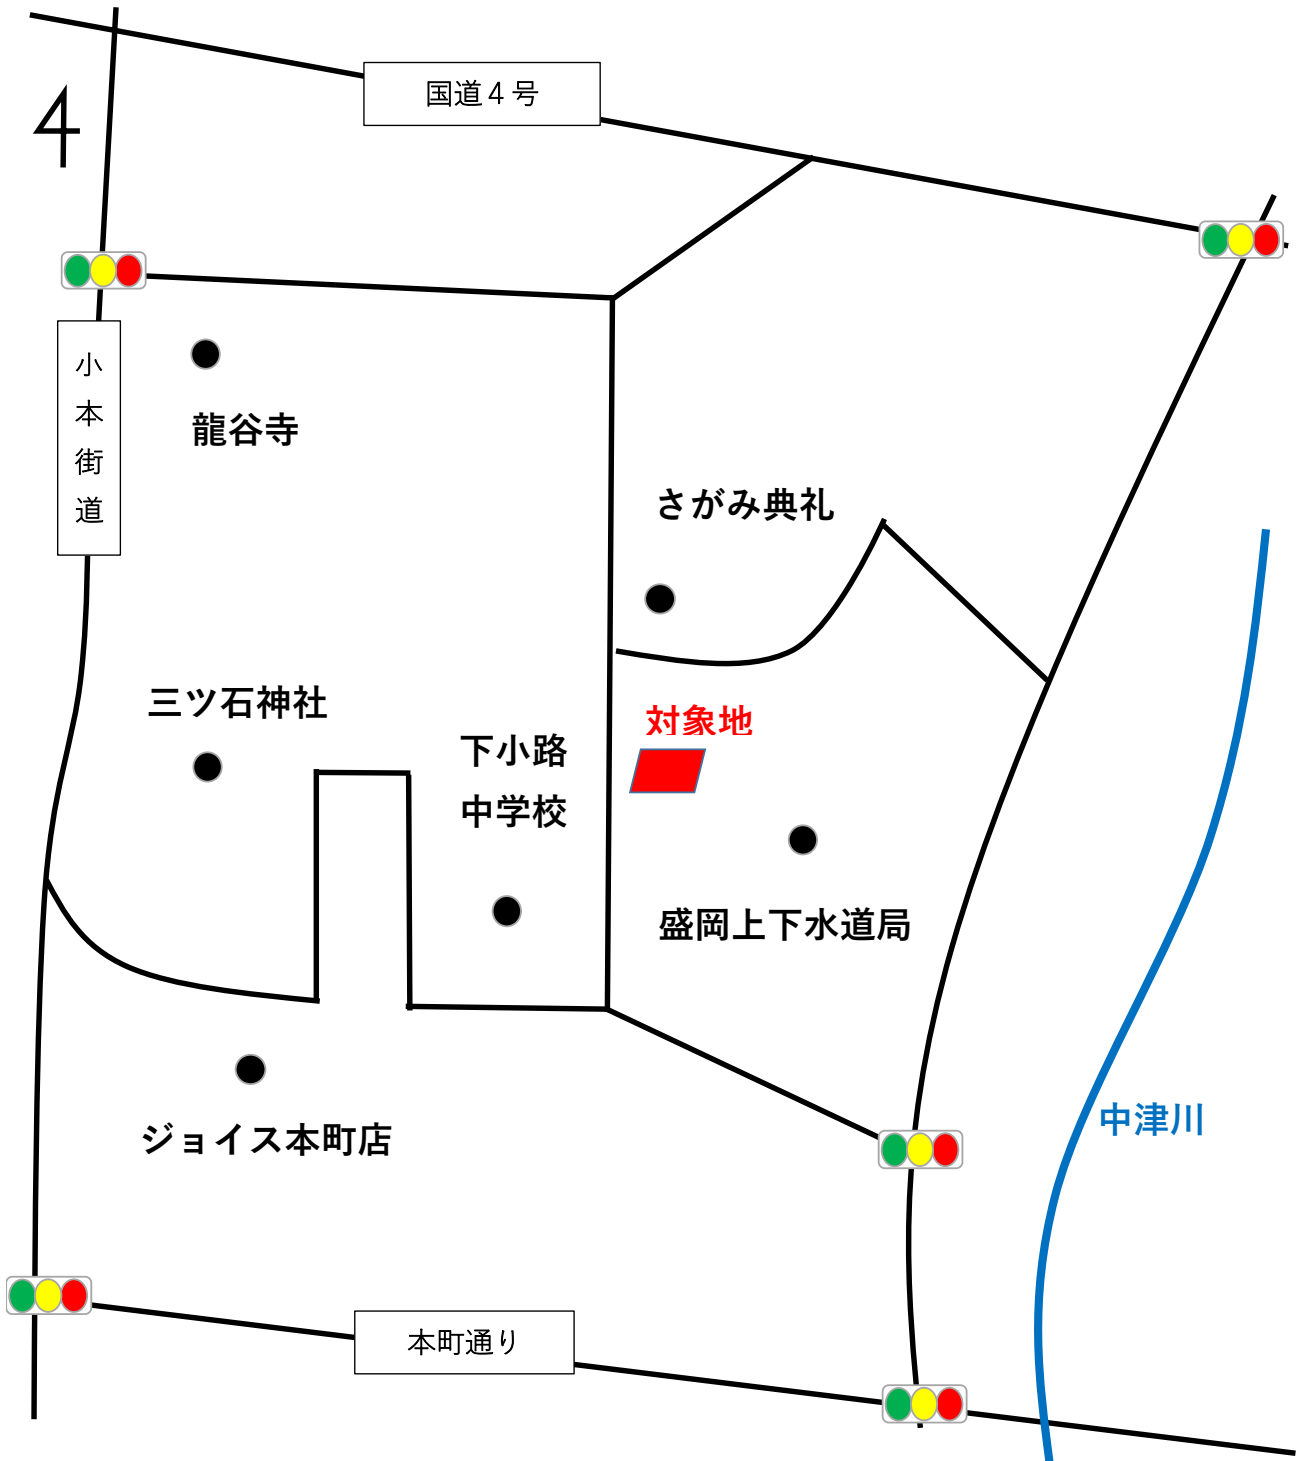 国道４号
小本街道
龍谷寺
さがみ典礼
三ツ石神社
対象地
下小路
中学校
盛岡上下水道局
中津川
ジョイス本町店
本町通り